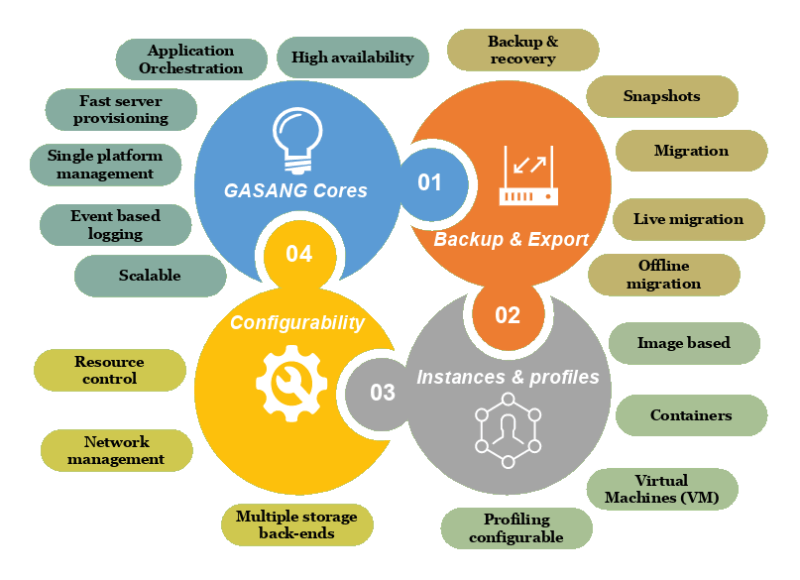 Application
Orchestration
High availability
Fast server
provisioning
Single platform
management
Event based
logging
Scalable
GASANG Cores
01
Backup &
recovery
Snapshots
Migration
Live migration
Offline
migration
Backup & Export
02
Image based
Containers
Virtual
Machines (VM)
Profiling
configurable
Instances & profiles
03
Resource
control
Network
management
Multiple storage
back-ends
Configurability
04